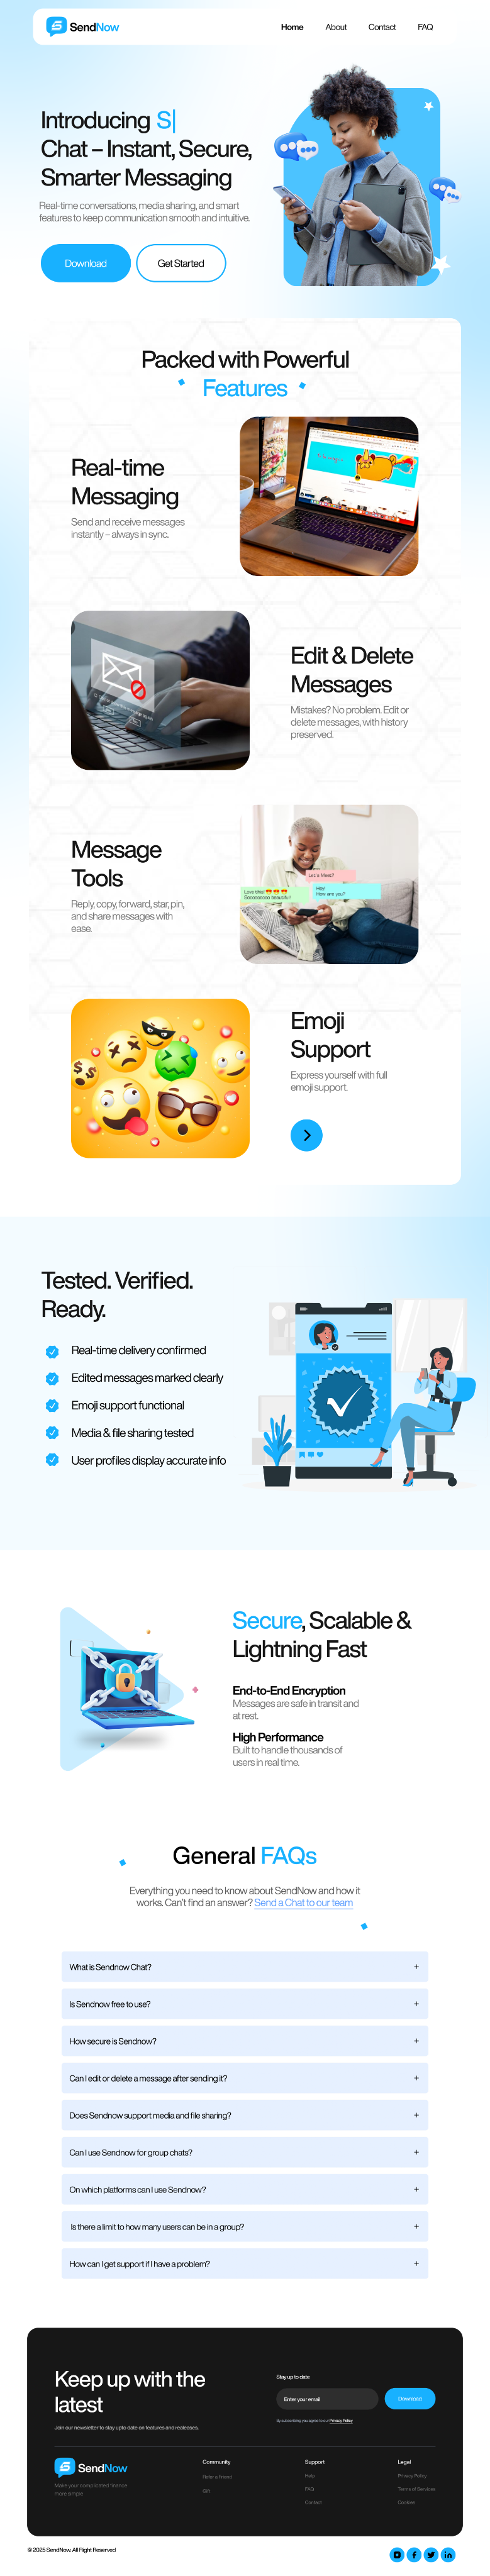 SendNow
Home
About
Contact
FAQ
Introducing S|
Chat – Instant, Secure,
Smarter Messaging
Real-time conversations, media sharing, and smart
features to keep communication smooth and intuitive.
Download
Get Started
Packed with Powerful
Features
Real-time
Messaging
Send and receive messages
instantly – always in sync.
Edit & Delete
Messages
Mistakes? No problem. Edit or
delete messages, with history
preserved.
Message
Tools
Reply, copy, forward, star, pin,
and share messages with
ease.
Let's Meet?
Love this! 😍😍😍
Hey!
How are you?
Emoji
Support
Express yourself with full
emoji support.
Tested. Verified.
Ready.
Real-time delivery confirmed
Edited messages marked clearly
Emoji support functional
Media & file sharing tested
User profiles display accurate info
Secure, Scalable &
Lightning Fast
End-to-End Encryption
Messages are safe in transit and
at rest.
High Performance
Built to handle thousands of
users in real time.
General FAQs
Everything you need to know about SendNow and how it
works. Can't find an answer? Send a Chat to our team
What is Sendnow Chat?
Is Sendnow free to use?
How secure is Sendnow?
Can I edit or delete a message after sending it?
Does Sendnow support media and file sharing?
Can I use Sendnow for group chats?
On which platforms can I use Sendnow?
Is there a limit to how many users can be in a group?
How can I get support if I have a problem?
Keep up with the
latest
Join our newsletter to stay upto date on features and realeases.
Stay up to date
Enter your email
Download
By subscribing you agree to our Privacy Policy
SendNow
Make your complicated finance
more simple
Community
Refer a friend
Gift
Support
Help
FAQ
Contact
Legal
Privacy Policy
Terms of Services
Cookies
© 2025 SendNow. All Right Reserved